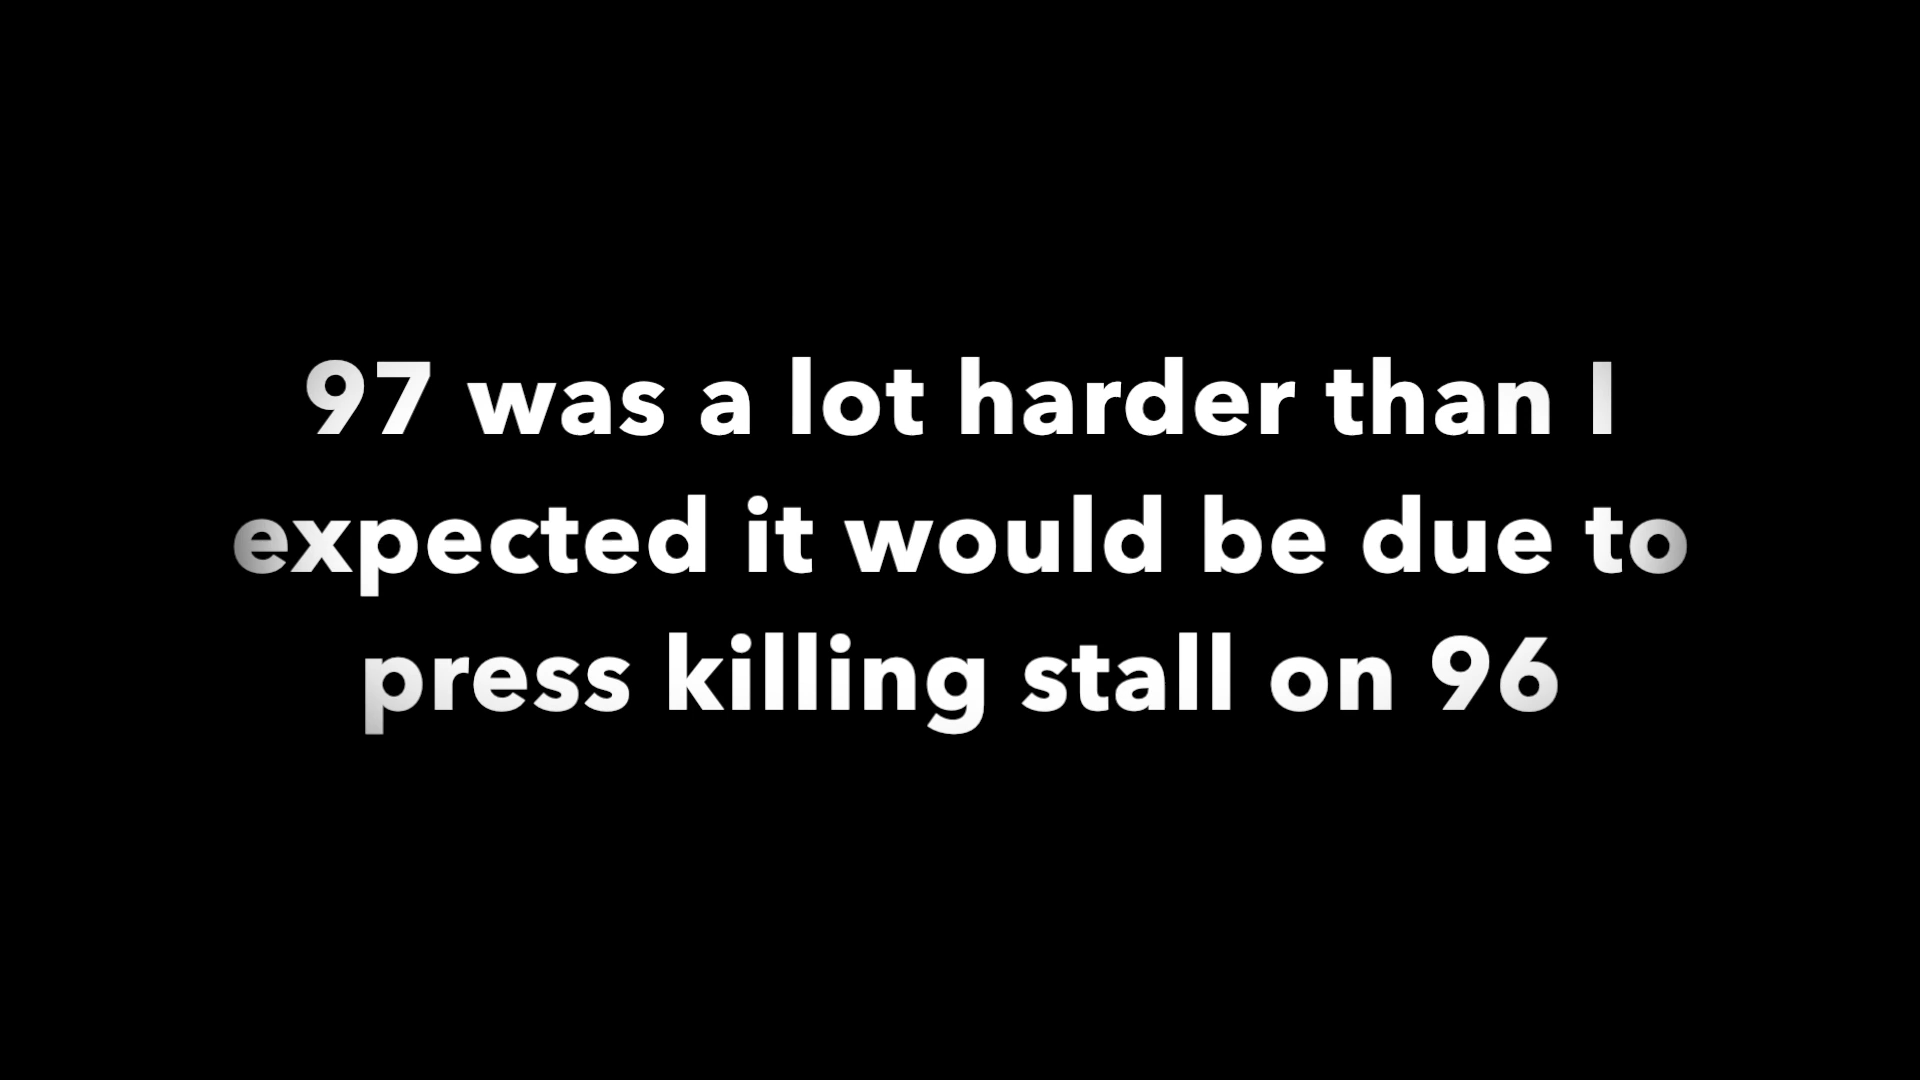 97 was a lot harder than I
expected it would be due to
press killing stall on 96